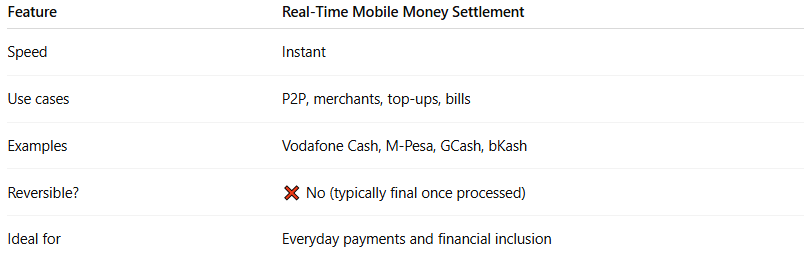 Feature Real-Time Mobile Money Settlement
Speed Instant
Use cases P2P, merchants, top-ups, bills
Examples Vodafone Cash, M-Pesa, GCash, bKash
Reversible? ❌ No (typically final once processed)
Ideal for Everyday payments and financial inclusion